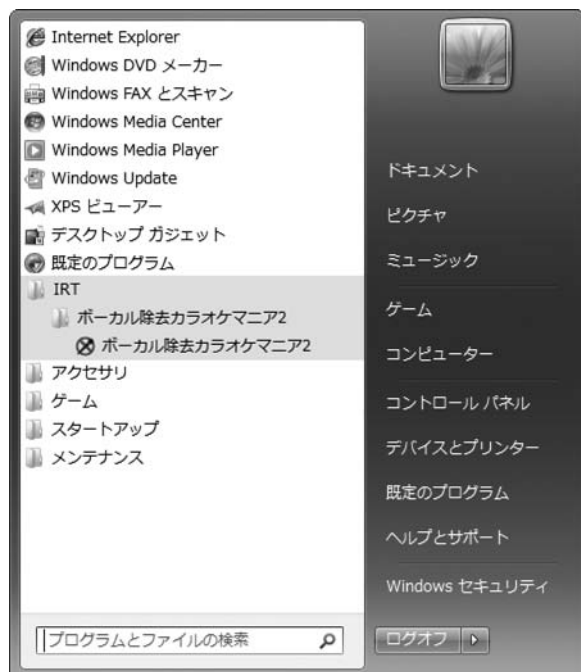 Internet Explorer
Windows DVD メーカー
Windows FAX とスキャン
Windows Media Center
Windows Media Player
Windows Update
XPS ビューアー
デスクトップ ガジェット
既定のプログラム
IRT
ボーカル除去カラオケマニア2
ボーカル除去カラオケマニア2
アクセサリ
ゲーム
スタートアップ
メンテナンス
プログラムとファイルの検索
ドキュメント
ピクチャ
ミュージック
ゲーム
コンピューター
コントロール パネル
デバイスとプリンター
既定のプログラム
ヘルプとサポート
Windows セキュリティ
ログオフ